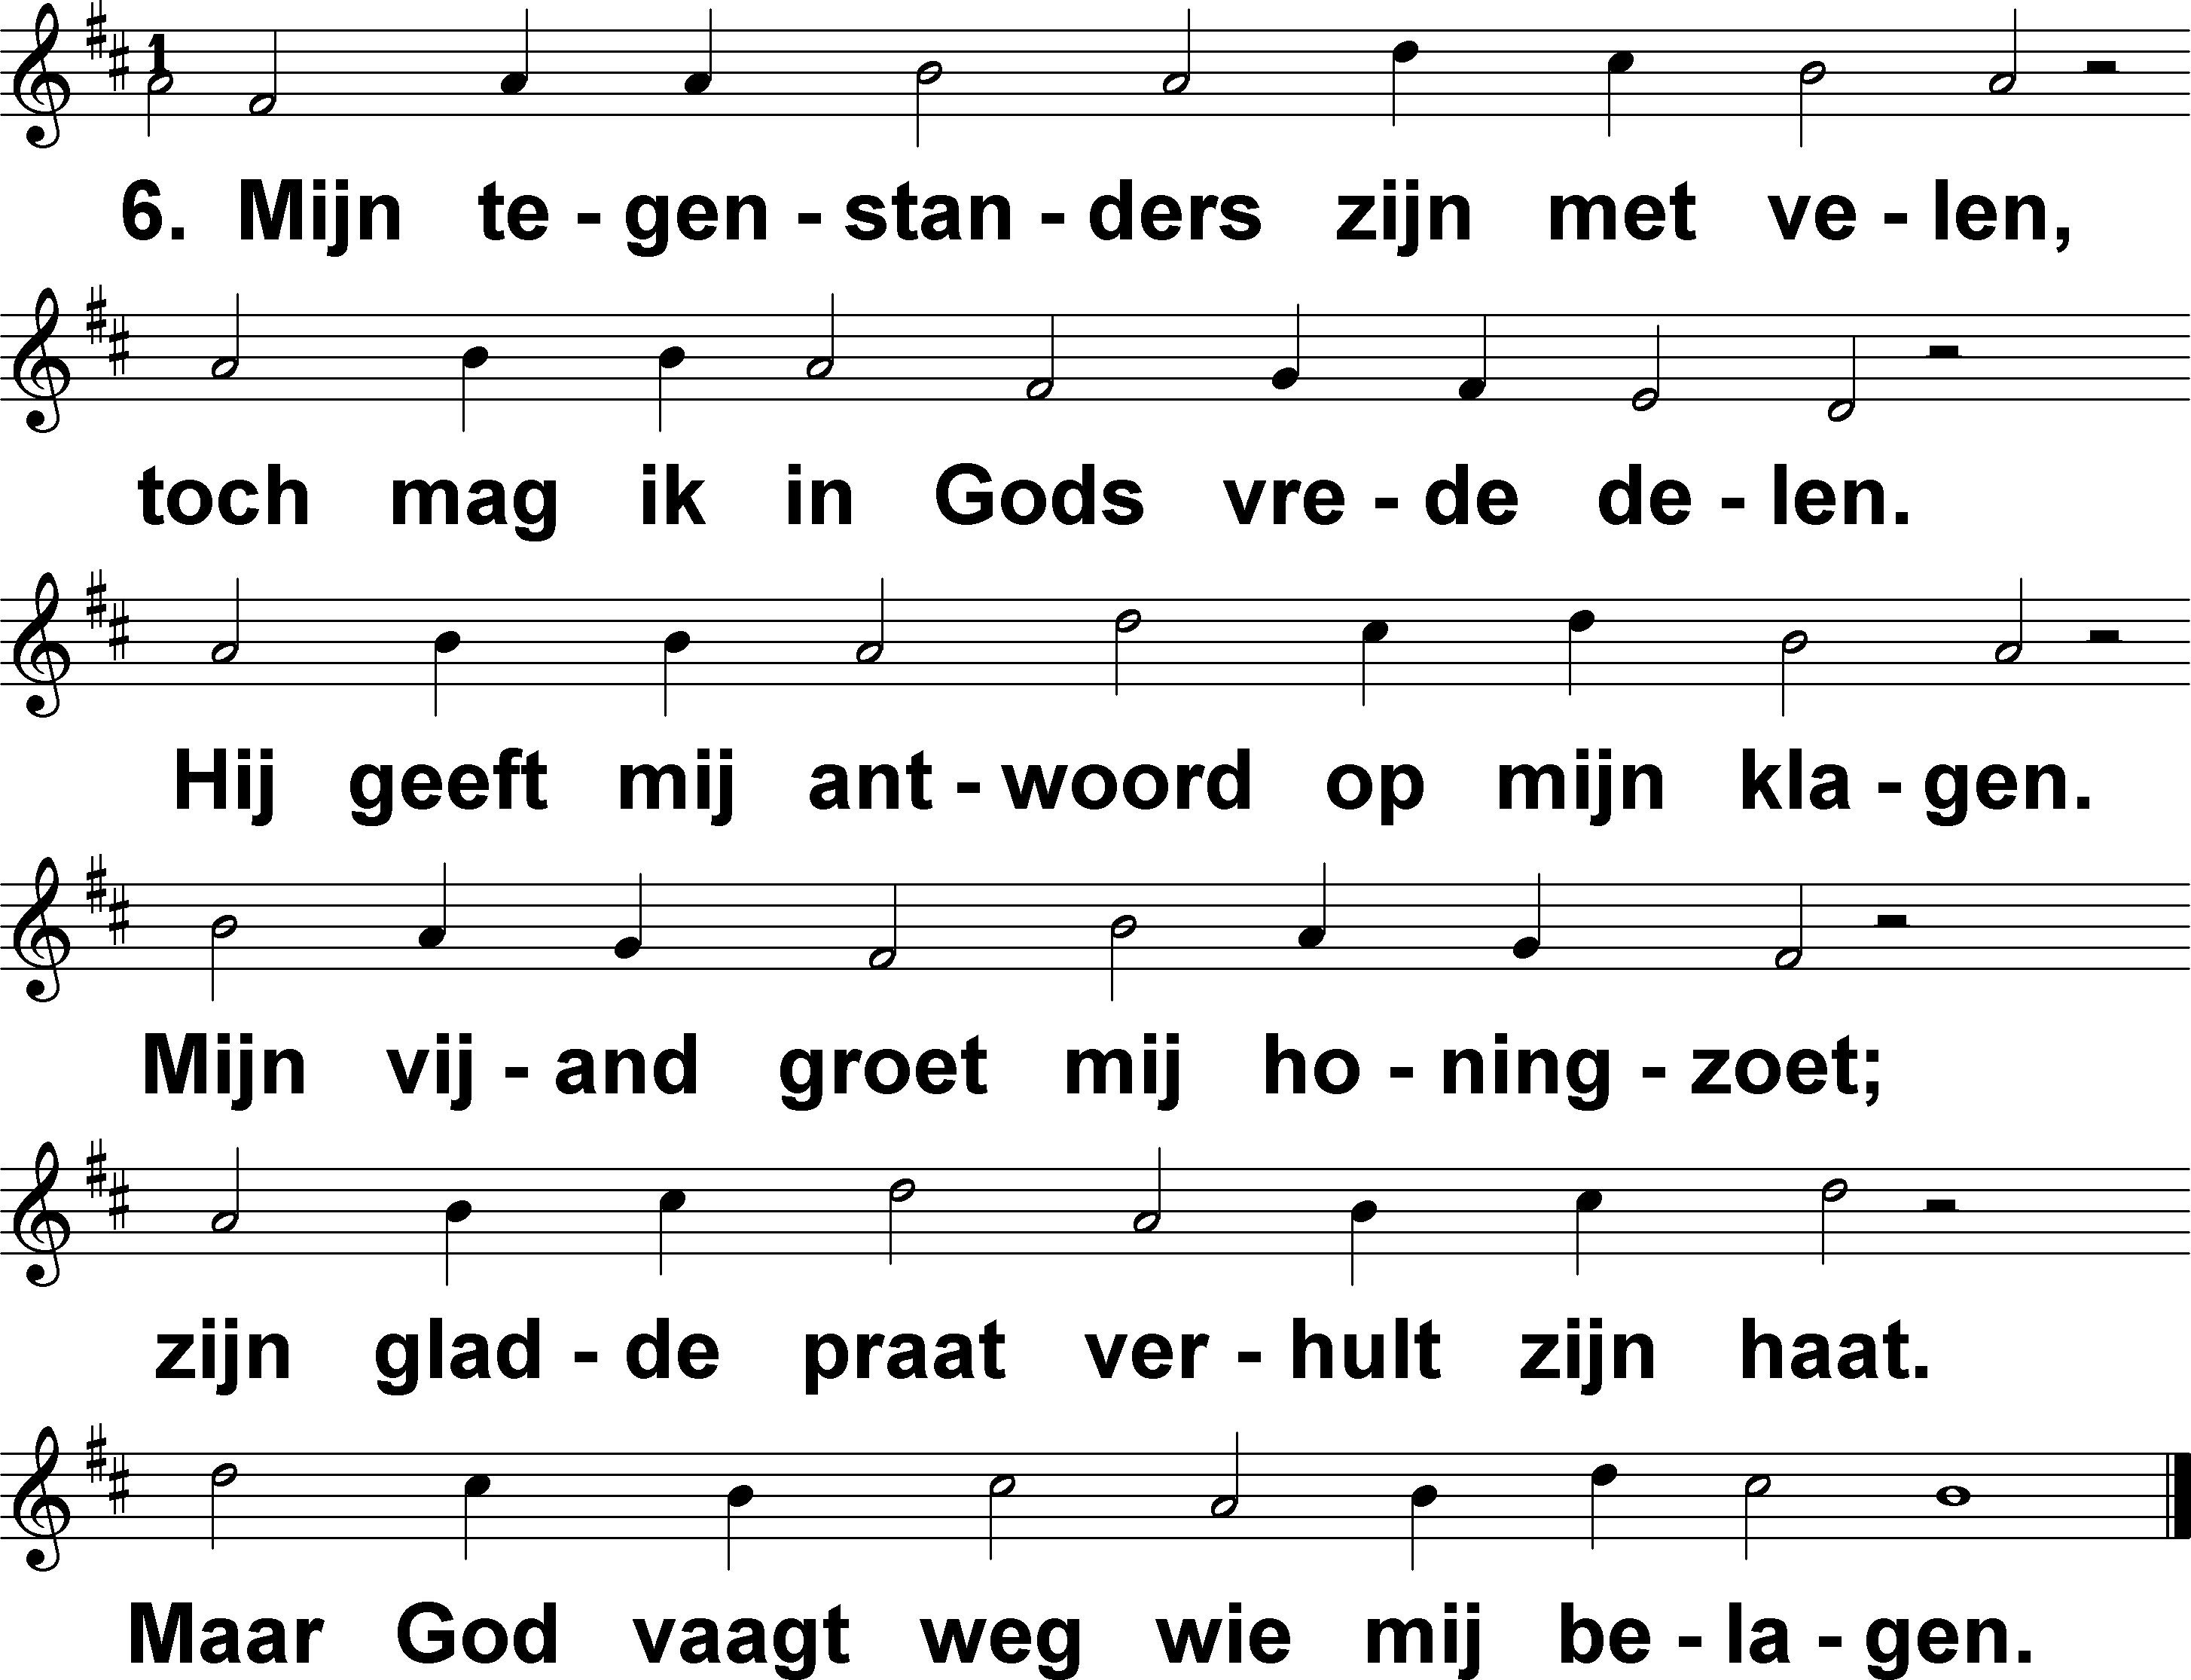 1
6. Mijn te - gen - stan - ders zijn met ve - len,
toch mag ik in Gods vre - de de - len.
Hij geeft mij ant - woord op mijn kla - gen.
Mijn vij - and groet mij ho - ning - zoet;
zijn glad - de praat ver - hult zijn haat.
Maar God vaagt weg wie mij be - la - gen.